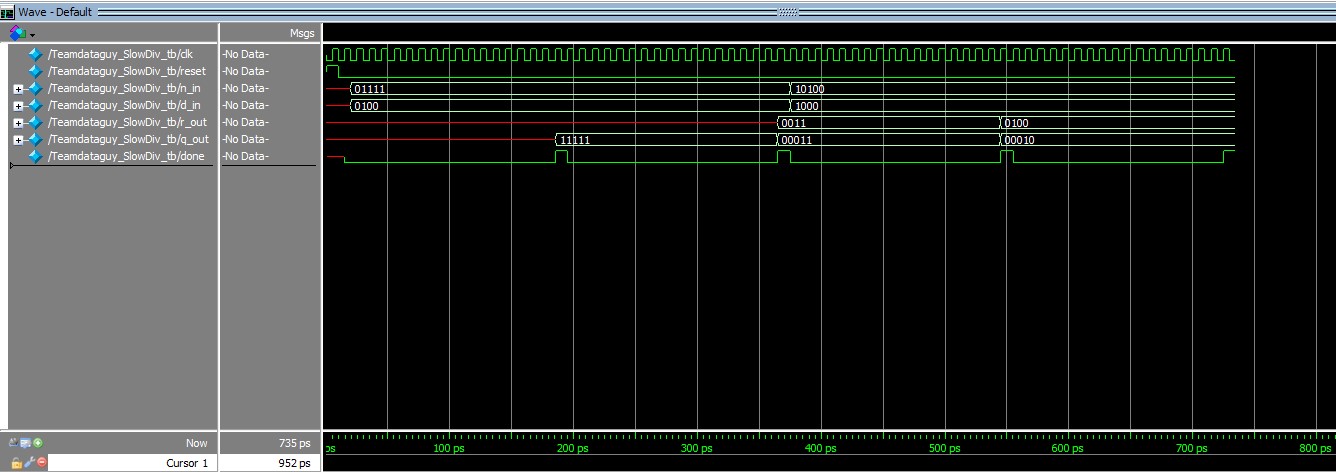 Wave - Default
Msgs
/Teamdataguy_SlowDiv_tb/clk -No Data-
/Teamdataguy_SlowDiv_tb/reset -No Data-
/Teamdataguy_SlowDiv_tb/n_in -No Data- 01111 10100
/Teamdataguy_SlowDiv_tb/d_in -No Data- 0100 1000
/Teamdataguy_SlowDiv_tb/r_out -No Data- 0011 0100
/Teamdataguy_SlowDiv_tb/q_out -No Data- 11111 00011 00010
/Teamdataguy_SlowDiv_tb/done -No Data-
Now 735 ps ps 100 ps 200 ps 300 ps 400 ps 500 ps 600 ps 700 ps 800 ps
Cursor 1 952 ps